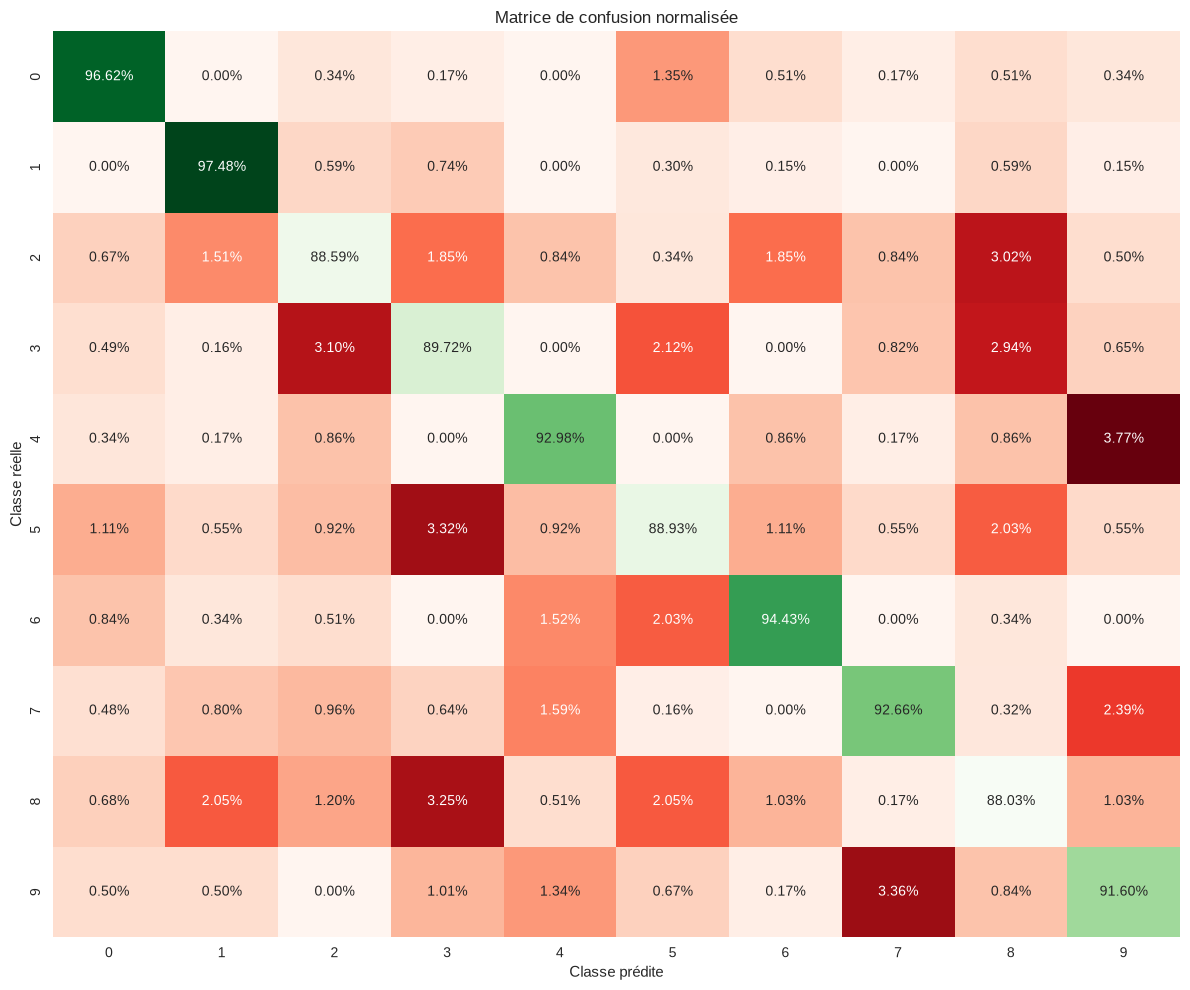 Matrice de confusion normalisée
0 96.62% 0.00% 0.34% 0.17% 0.00% 1.35% 0.51% 0.17% 0.51% 0.34%
1 0.00% 97.48% 0.59% 0.74% 0.00% 0.30% 0.15% 0.00% 0.59% 0.15%
2 0.67% 1.51% 88.59% 1.85% 0.84% 0.34% 1.85% 0.84% 3.02% 0.50%
3 0.49% 0.16% 3.10% 89.72% 0.00% 2.12% 0.00% 0.82% 2.94% 0.65%
4 0.34% 0.17% 0.86% 0.00% 92.98% 0.00% 0.86% 0.17% 0.86% 3.77%
Classe réelle
5 1.11% 0.55% 0.92% 3.32% 0.92% 88.93% 1.11% 0.55% 2.03% 0.55%
6 0.84% 0.34% 0.51% 0.00% 1.52% 2.03% 94.43% 0.00% 0.34% 0.00%
7 0.48% 0.80% 0.96% 0.64% 1.59% 0.16% 0.00% 92.66% 0.32% 2.39%
8 0.68% 2.05% 1.20% 3.25% 0.51% 2.05% 1.03% 0.17% 88.03% 1.03%
9 0.50% 0.50% 0.00% 1.01% 1.34% 0.67% 0.17% 3.36% 0.84% 91.60%
0 1 2 3 4 5 6 7 8 9
Classe prédite